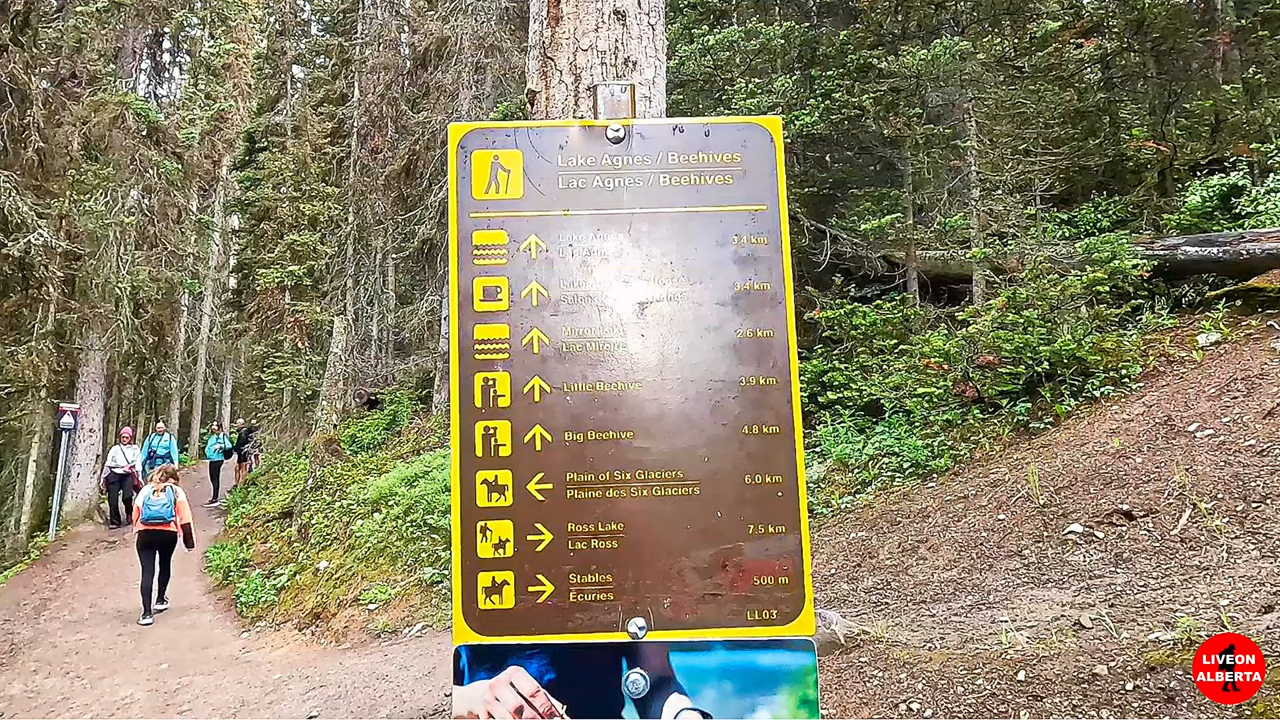 Lake Agnes / Beehives
Lac Agnes / Beehives
Lake Agnes
3.4 km
3.4 km
Mirror Lake
Lac Miroir
2.6 km
Little Beehive
3.9 km
Big Beehive
4.8 km
Plain of Six Glaciers
Plaine des Six Glaciers
6.0 km
Ross Lake
Lac Ross
7.5 km
Stables
Écuries
500 m
LL03
LIVEON
ALBERTA